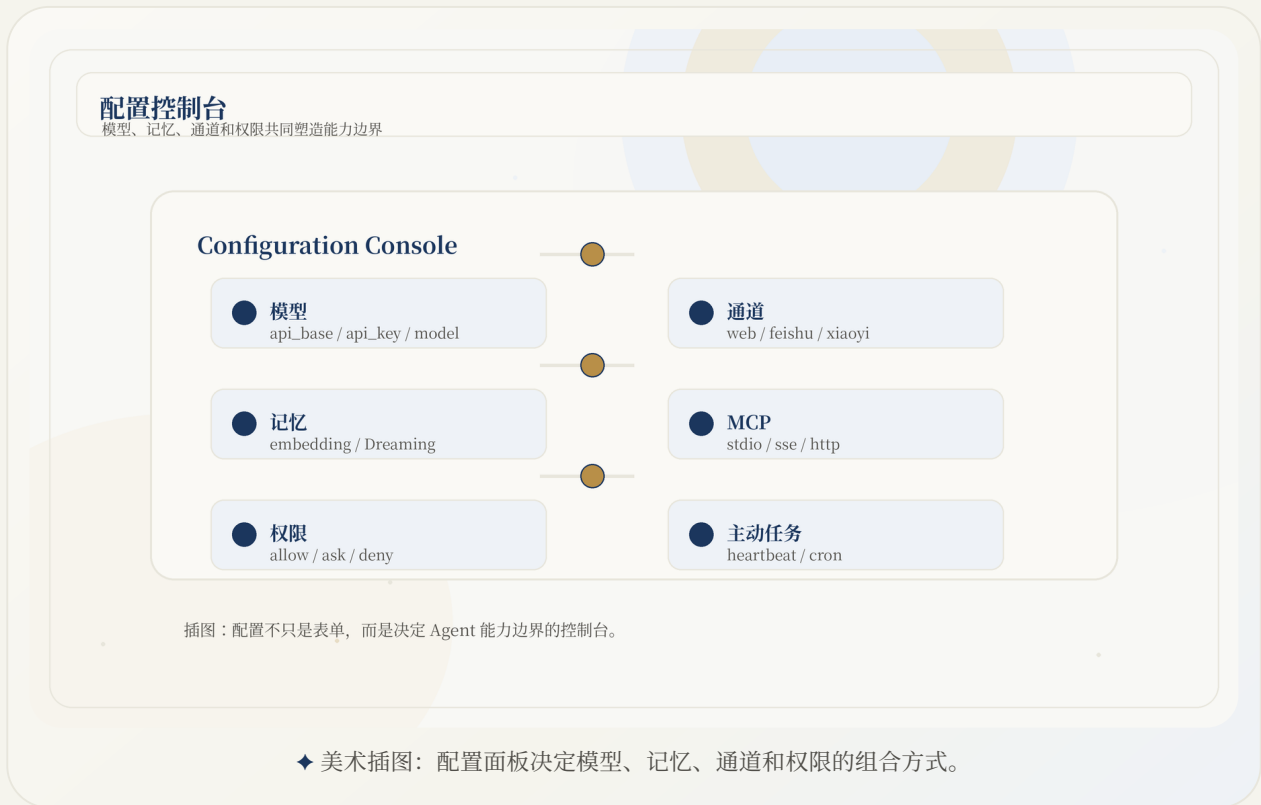 配置控制台
模型、记忆、通道和权限共同塑造能力边界
Configuration Console
模型
api_base / api_key / model
通道
web / feishu / xiaoyi
记忆
embedding / Dreaming
MCP
stdio / sse / http
权限
allow / ask / deny
主动任务
heartbeat / cron
插图：配置不只是表单，而是决定 Agent 能力边界的控制台。
✦ 美术插图：配置面板决定模型、记忆、通道和权限的组合方式。